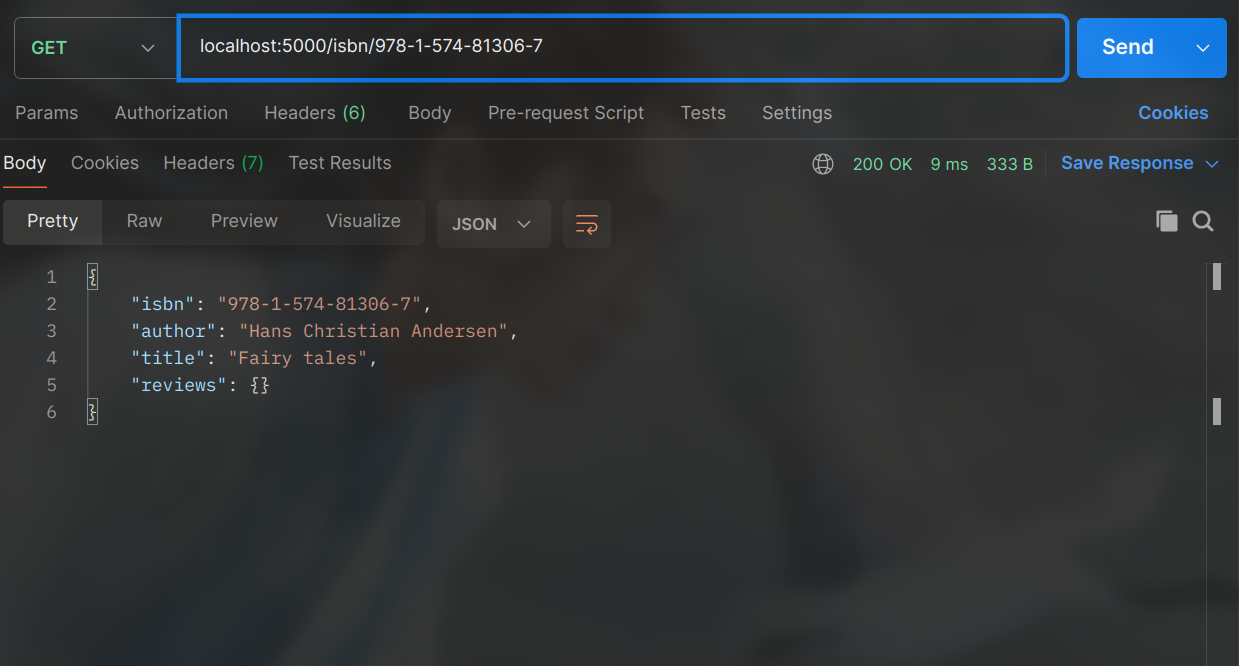 GET localhost:5000/isbn/978-1-574-81306-7 Send
Params Authorization Headers (6) Body Pre-request Script Tests Settings Cookies
Body Cookies Headers (7) Test Results 200 OK 9 ms 333 B Save Response
Pretty Raw Preview Visualize JSON
1 {
2 "isbn": "978-1-574-81306-7",
3 "author": "Hans Christian Andersen",
4 "title": "Fairy tales",
5 "reviews": {}
6 }